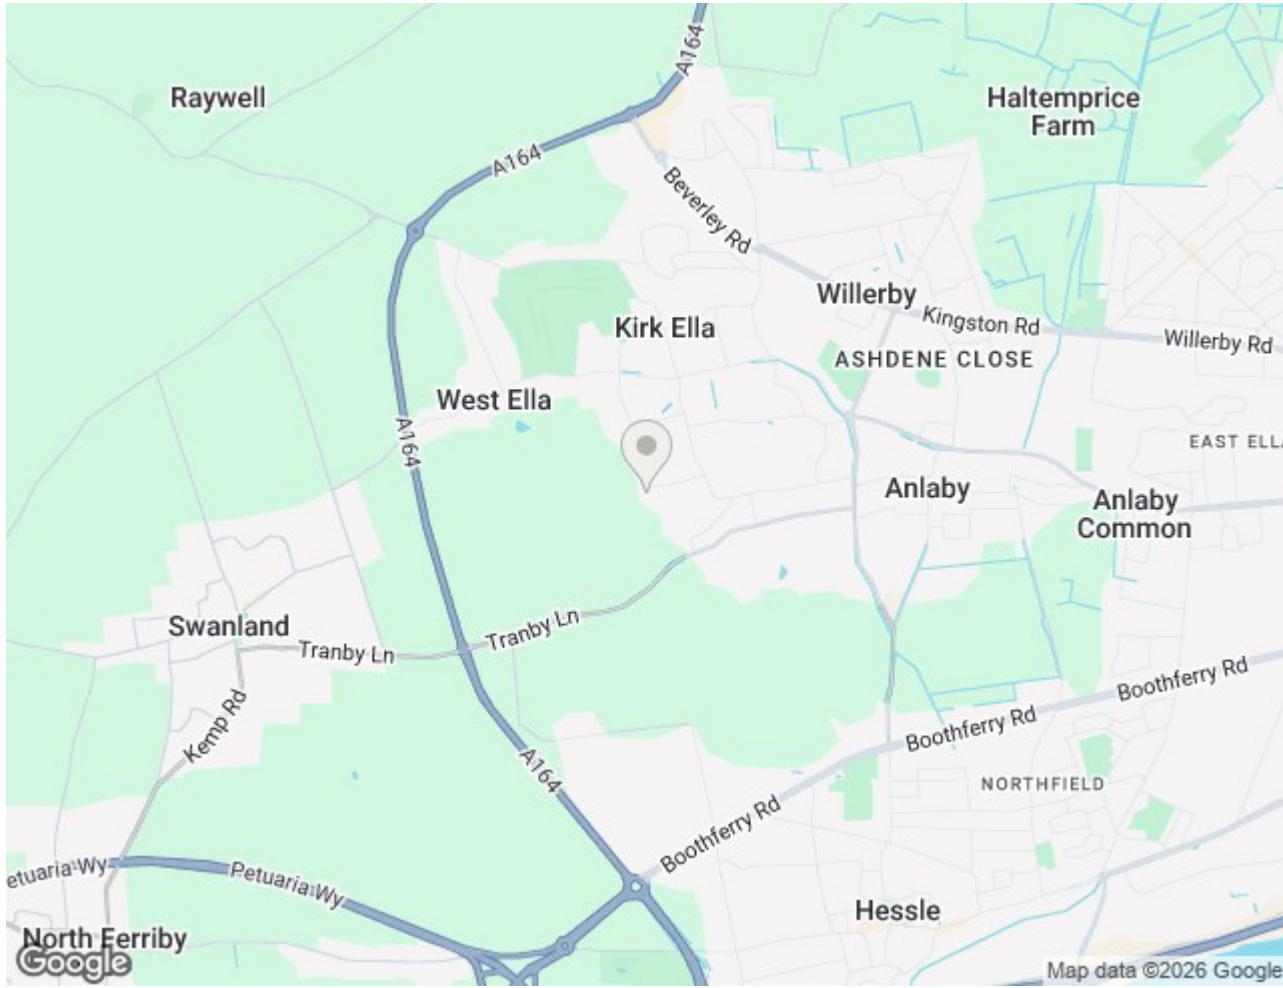 A164
Raywell
Haltemprice
Farm
A164
Beverley Rd
Willerby
Kingston Rd
Willerby Rd
Kirk Ella
ASHDENE CLOSE
West Ella
A164
EAST ELLA
Anlaby
Anlaby
Common
Swanland
Tranby Ln
Tranby Ln
Kemp Rd
Boothferry Rd
Boothferry Rd
A164
NORTHFIELD
Boothferry Rd
etuaria Wy
Petuaria Wy
Hessle
North Ferriby
Google
Map data ©2026 Google